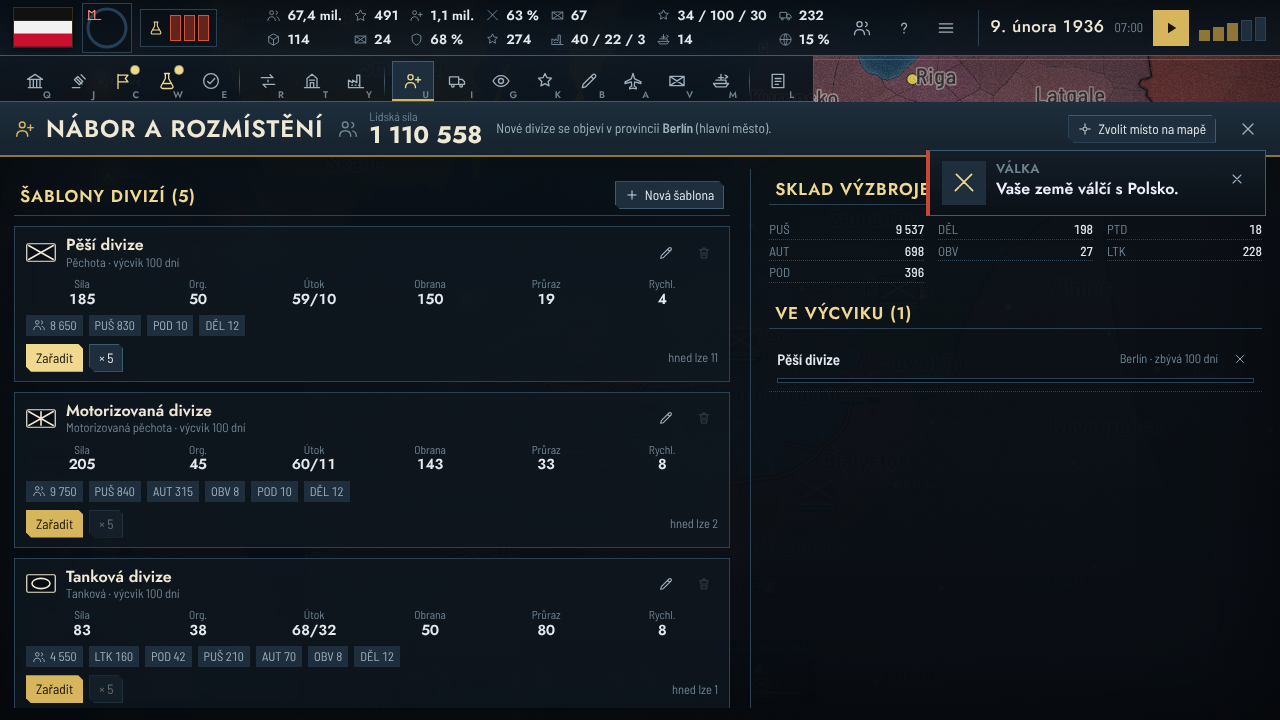 67,4 mil. 491 1,1 mil. 63 % 67 34 / 100 / 30 232
114 24 68 % 274 40 / 22 / 3 14 15 %
? 9. února 1936 07:00
Q J C W E R T Y U I G K B A V M L
Riga
Latgale
NÁBOR A ROZMÍSTĚNÍ
Lidská síla
1 110 558
Nové divize se objeví v provincii Berlín (hlavní město).
Zvolit místo na mapě
VÁLKA
Vaše země válčí s Polsko.
ŠABLONY DIVIZÍ (5)
Nová šablona
Pěší divize
Pěchota · výcvik 100 dní
Síla Org. Útok Obrana Průraz Rychl.
185 50 59/10 150 19 4
8 650 PUŠ 830 POD 10 DĚL 12
Zařadit × 5 hned lze 11
Motorizovaná divize
Motorizovaná pěchota · výcvik 100 dní
Síla Org. Útok Obrana Průraz Rychl.
205 45 60/11 143 33 8
9 750 PUŠ 840 AUT 315 OBV 8 POD 10 DĚL 12
Zařadit × 5 hned lze 2
Tanková divize
Tanková · výcvik 100 dní
Síla Org. Útok Obrana Průraz Rychl.
83 38 68/32 50 80 8
4 550 LTK 160 POD 42 PUŠ 210 AUT 70 OBV 8 DĚL 12
Zařadit × 5 hned lze 1
SKLAD VÝZBROJE
PUŠ 9 537 DĚL 198 PTD 18
AUT 698 OBV 27 LTK 228
POD 396
VE VÝCVIKU (1)
Pěší divize Berlín · zbývá 100 dní